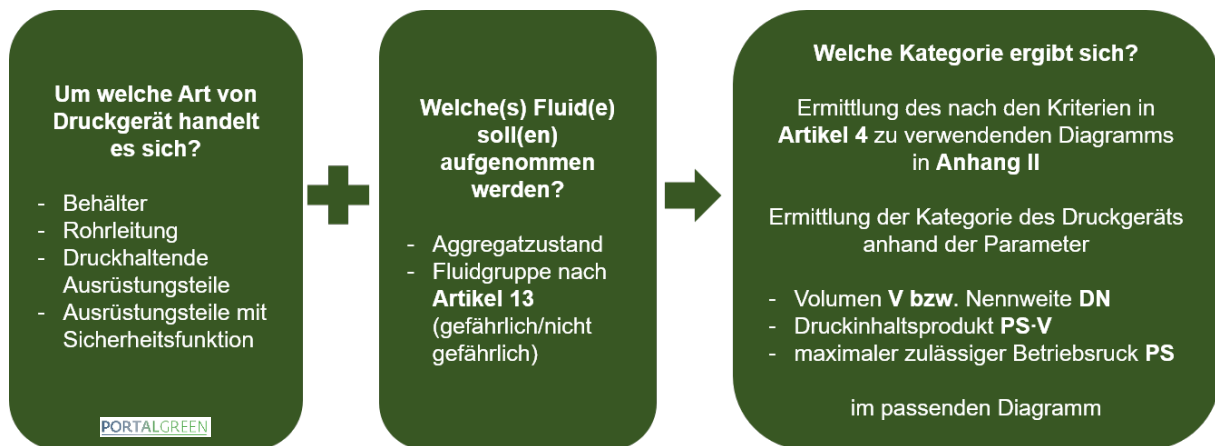 Um welche Art von
Druckgerät handelt
es sich?
- Behälter
- Rohrleitung
- Druckhaltende
Ausrüstungsteile
- Ausrüstungsteile mit
Sicherheitsfunktion
PORTALGREEN
Welche(s) Fluid(e)
soll(en)
aufgenommen
werden?
- Aggregatzustand
- Fluidgruppe nach
Artikel 13
(gefährlich/nicht
gefährlich)
Welche Kategorie ergibt sich?
Ermittlung des nach den Kriterien in
Artikel 4 zu verwendenden Diagramms
in Anhang II
Ermittlung der Kategorie des Druckgeräts
anhand der Parameter
- Volumen V bzw. Nennweite DN
- Druckinhaltsprodukt PS·V
- maximaler zulässiger Betriebsruck PS
im passenden Diagramm